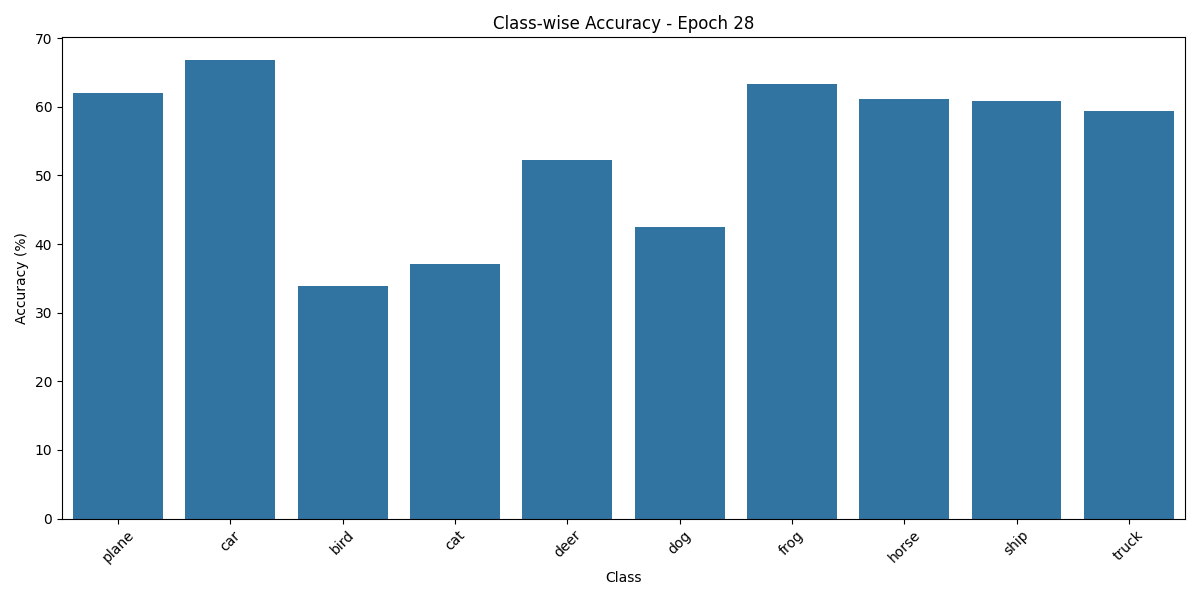 Class-wise Accuracy - Epoch 28
Accuracy (%)
70
60
50
40
30
20
10
0
plane
car
bird
cat
deer
dog
frog
horse
ship
truck
Class